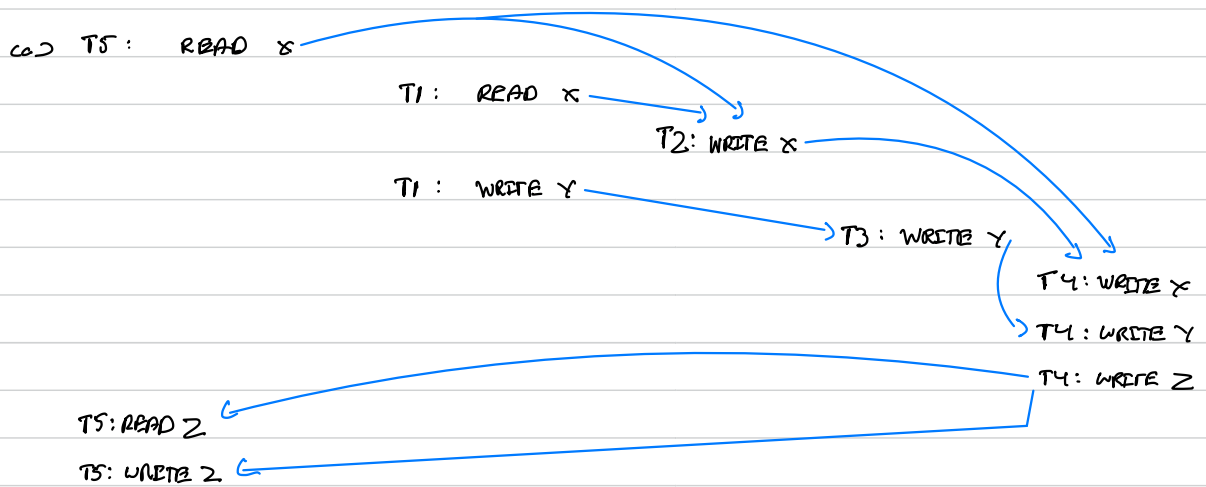 (a) T5: READ X
T1: READ X
T2: WRITE X
T1: WRITE Y
T3: WRITE Y
T4: WRITE X
T4: WRITE Y
T4: WRITE Z
T5: READ Z
T5: WRITE Z